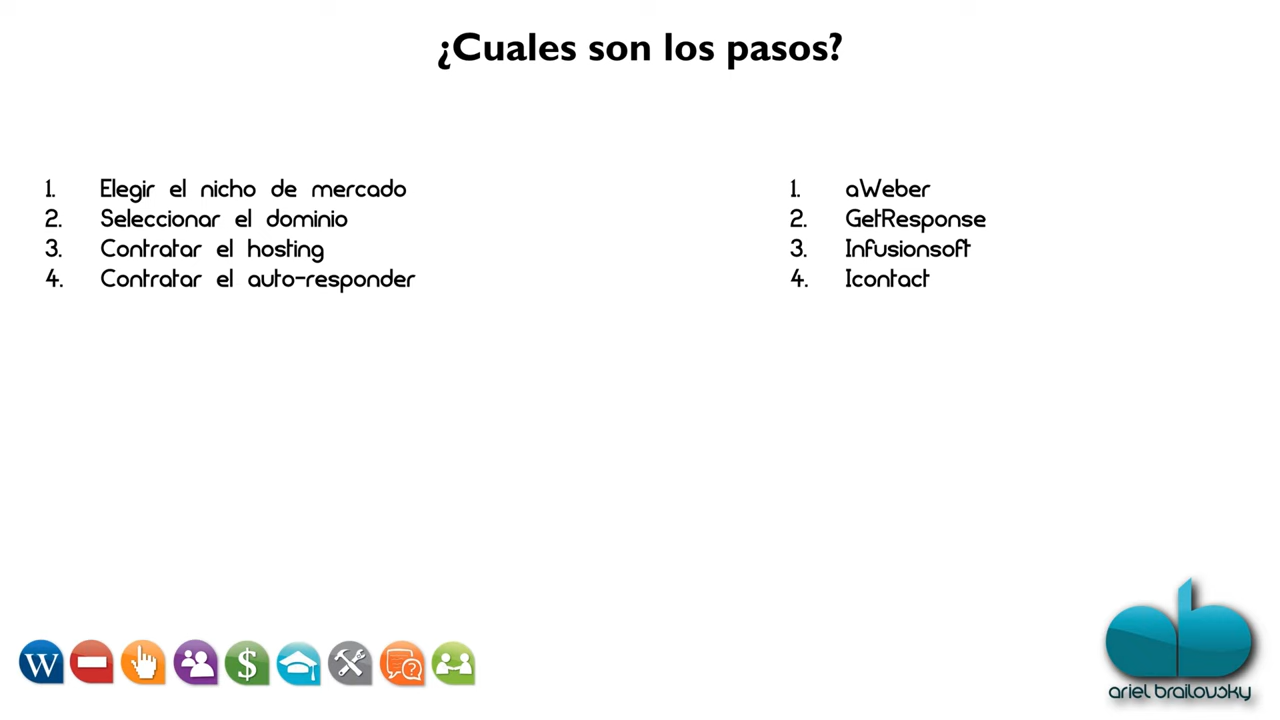 ¿Cuales son los pasos?
1. Elegir el nicho de mercado
2. Seleccionar el dominio
3. Contratar el hosting
4. Contratar el auto-responder
1. aWeber
2. GetResponse
3. Infusionsoft
4. Icontact
W
$
?
ab
ariel brailovsky